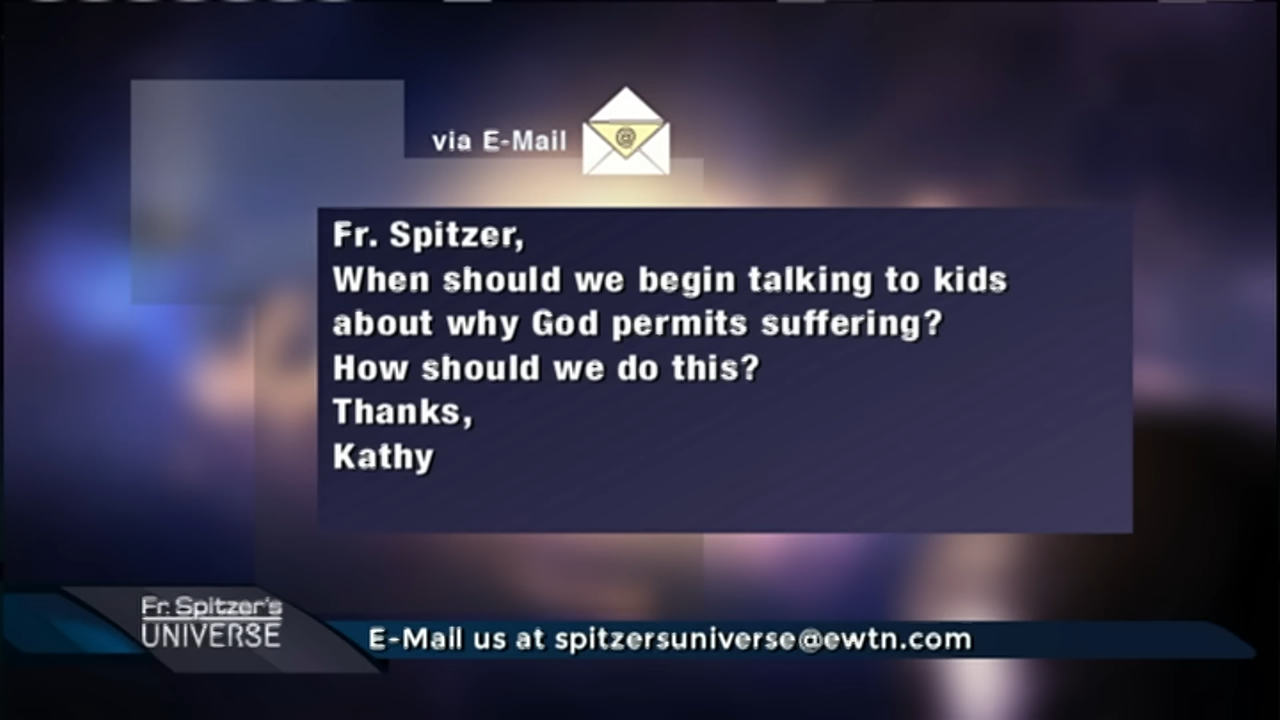 via E-Mail
@
Fr. Spitzer,
When should we begin talking to kids
about why God permits suffering?
How should we do this?
Thanks,
Kathy
Fr. Spitzer's
UNIVERSE
E-Mail us at spitzersuniverse@ewtn.com